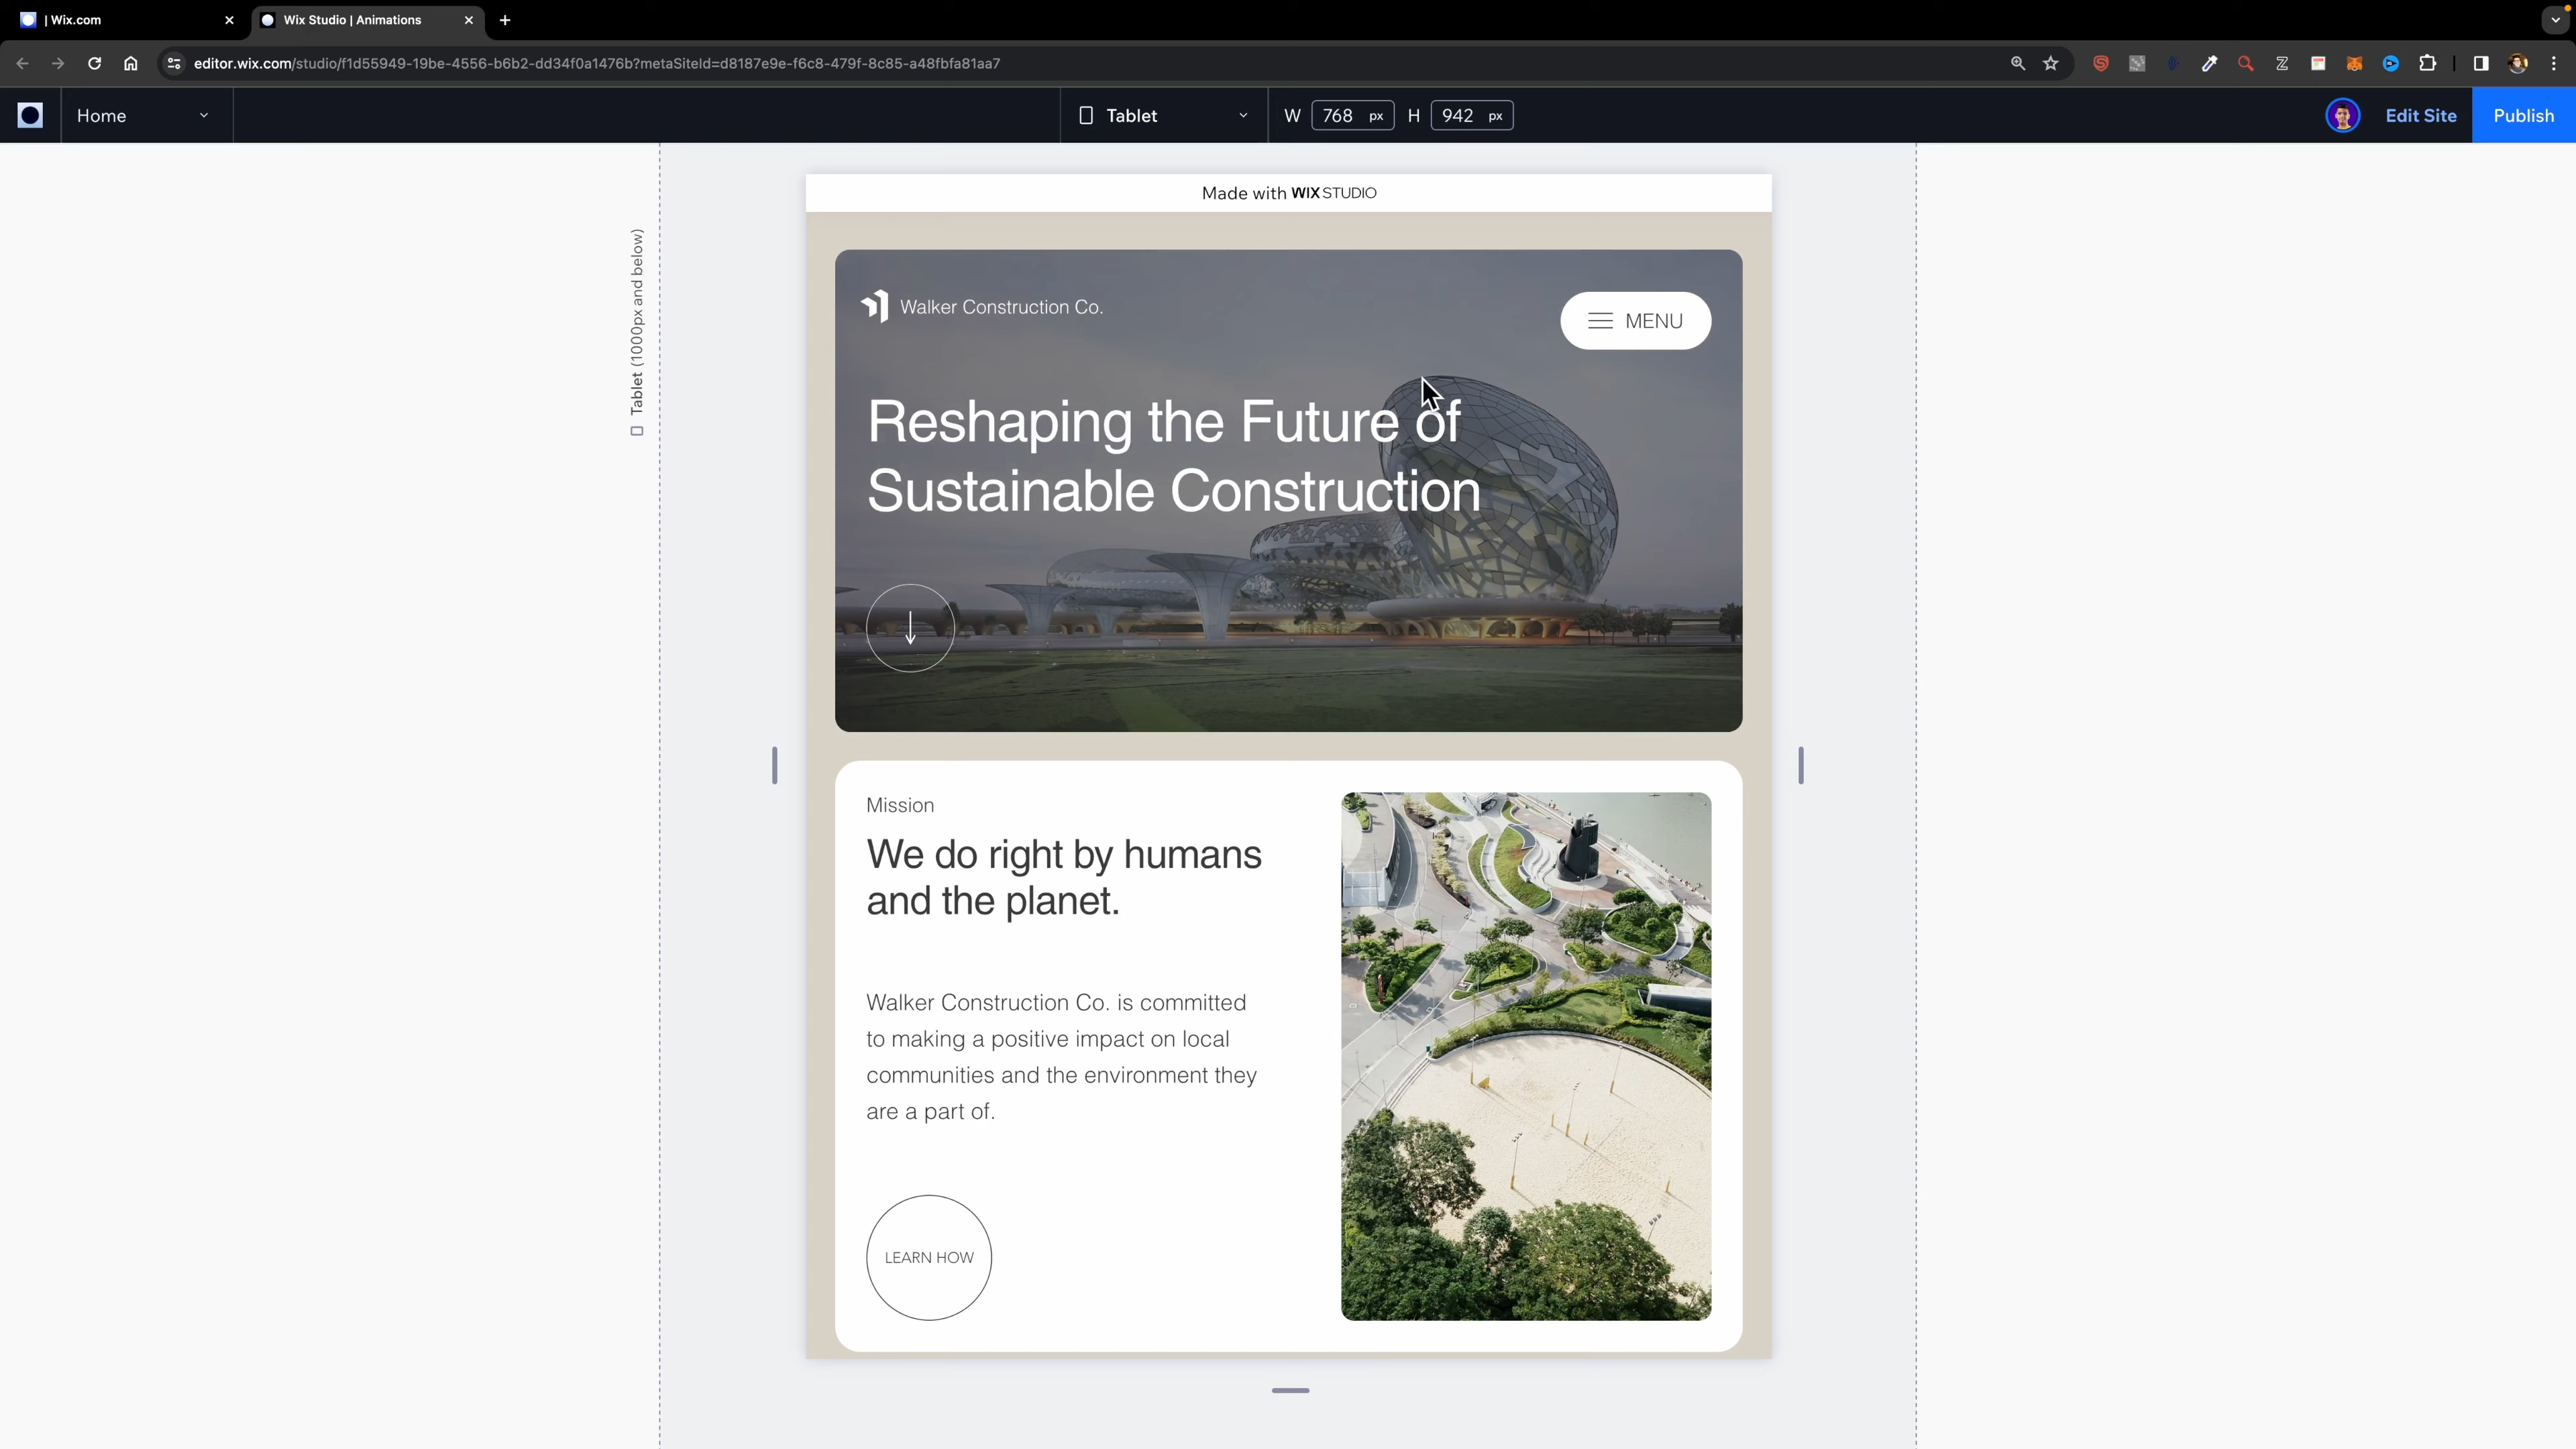 | Wix.com
Wix Studio | Animations
editor.wix.com/studio/f1d55949-19be-4556-b6b2-dd34f0a1476b?metaSiteId=d8187e9e-f6c8-479f-8c85-a48fbfa81aa7
Home
Tablet
W 768 px H 942 px
Edit Site
Publish
Tablet (1000px and below)
Made with WIX STUDIO
Walker Construction Co.
MENU
Reshaping the Future of
Sustainable Construction
Mission
We do right by humans
and the planet.
Walker Construction Co. is committed
to making a positive impact on local
communities and the environment they
are a part of.
LEARN HOW